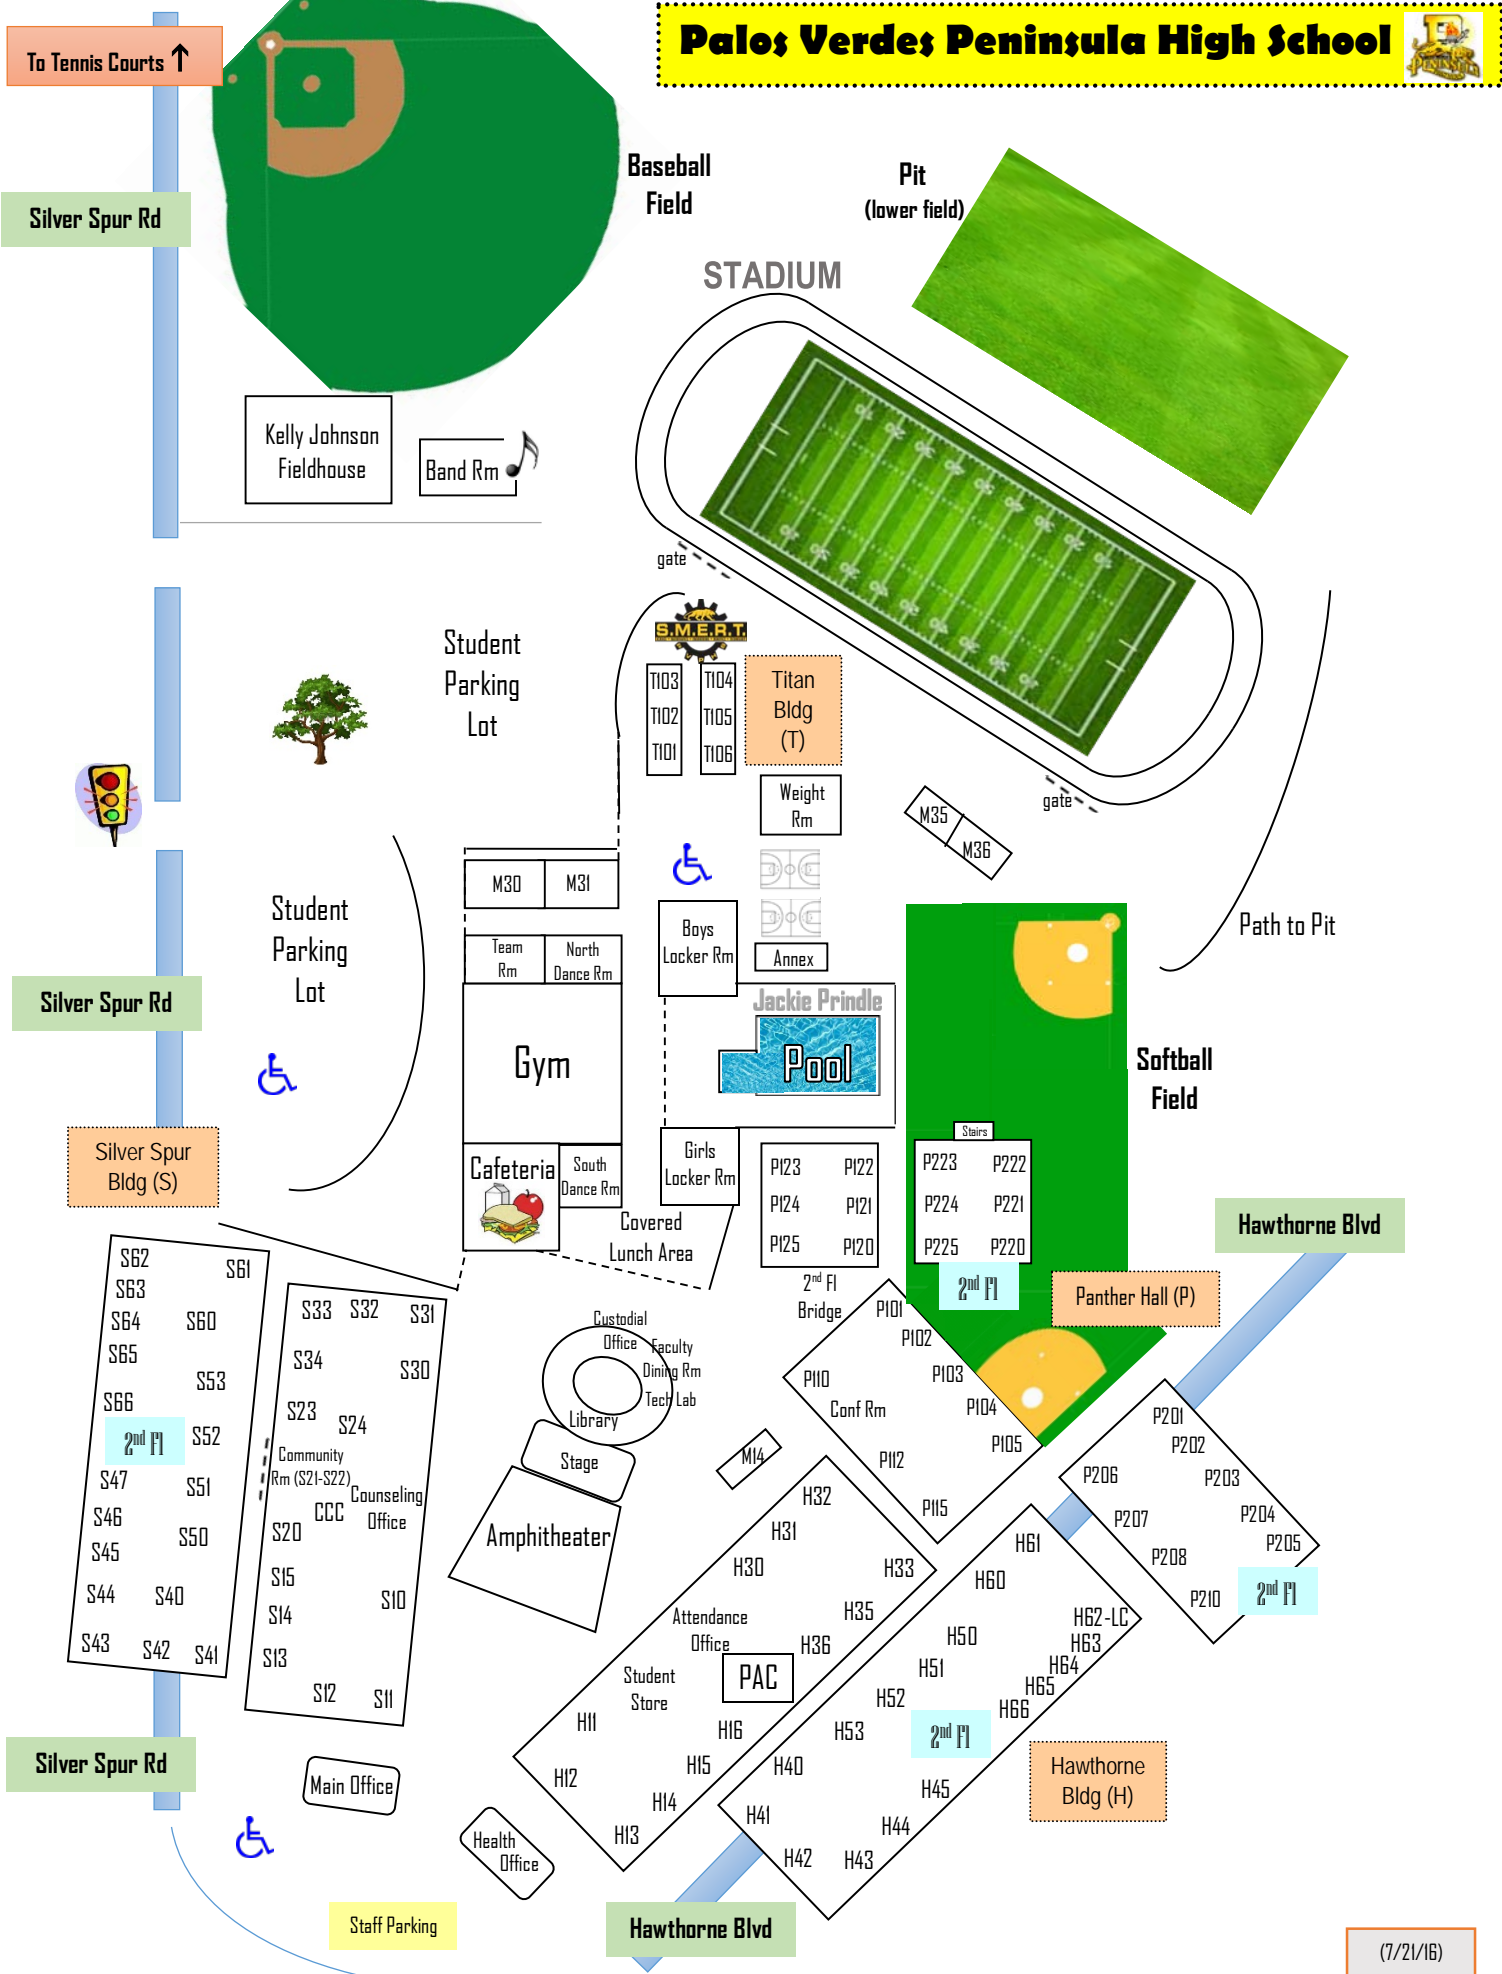 Palos Verdes Peninsula High School
To Tennis Courts ↑
Baseball
Field
Pit
(lower field)
Silver Spur Rd
STADIUM
Kelly Johnson
Fieldhouse
Band Rm
gate
S.M.E.R.T.
Student
Parking
Lot
T103
T102
T101
T104
T105
T106
Titan
Bldg
(T)
Weight
Rm
gate
M35
M36
M30
M31
Student
Parking
Lot
Boys
Locker Rm
Path to Pit
Team
Rm
North
Dance Rm
Annex
Silver Spur Rd
Jackie Prindle
Pool
Gym
Softball
Field
Silver Spur
Bldg (S)
Cafeteria
South
Dance Rm
Girls
Locker Rm
Covered
Lunch Area
P123 P122
P124 P121
P125 P120
2nd Fl
Bridge
Stairs
P223 P222
P224 P221
P225 P220
2nd Fl
Hawthorne Blvd
Panther Hall (P)
S62
S61
S63
S64
S60
S65
S53
S66
2nd Fl
S52
S47
S51
S46
S50
S45
S44
S40
S43
S42
S41
S33
S32
S31
S34
S30
S23
S24
Community
Rm (S21-S22)
Counseling
Office
CCC
S20
S15
S10
S14
S13
S12
S11
Custodial
Office
Faculty
Dining Rm
Tech Lab
Library
Stage
Amphitheater
M14
P101
P102
P103
P104
P105
P110
Conf Rm
P112
P115
P201
P202
P203
P204
P205
P206
P207
P208
P210
2nd Fl
H32
H31
H30
H33
H35
H36
Attendance
Office
PAC
Student
Store
H11
H16
H15
H12
H14
H13
H61
H60
H62-LC
H63
H64
H65
H66
H50
H51
H52
H53
2nd Fl
H40
H45
H41
H44
H42
H43
Hawthorne
Bldg (H)
Silver Spur Rd
Main Office
Health
Office
Staff Parking
Hawthorne Blvd
(7/21/16)